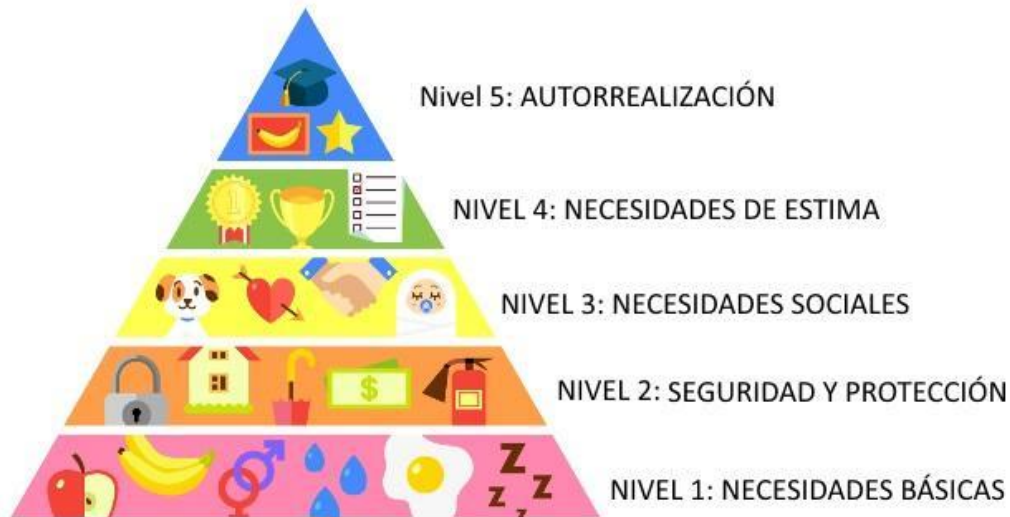 Nivel 5: AUTORREALIZACIÓN
1
NIVEL 4: NECESIDADES DE ESTIMA
NIVEL 3: NECESIDADES SOCIALES
$
NIVEL 2: SEGURIDAD Y PROTECCIÓN
Z
Z
Z
Z
NIVEL 1: NECESIDADES BÁSICAS